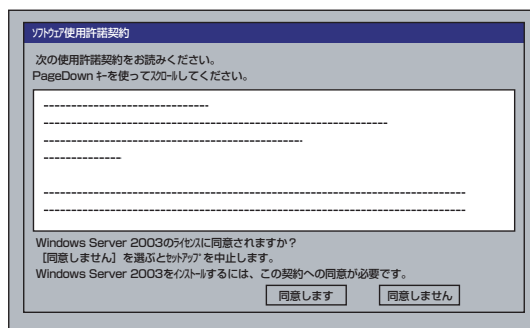 ソフトウェア使用許諾契約
次の使用許諾契約をお読みください。
PageDown キーを使ってスクロールしてください。
Windows Server 2003のライセンスに同意されますか？
［同意しません］を選ぶとセットアップを中止します。
Windows Server 2003をインストールするには、この契約への同意が必要です。
同意します 同意しません